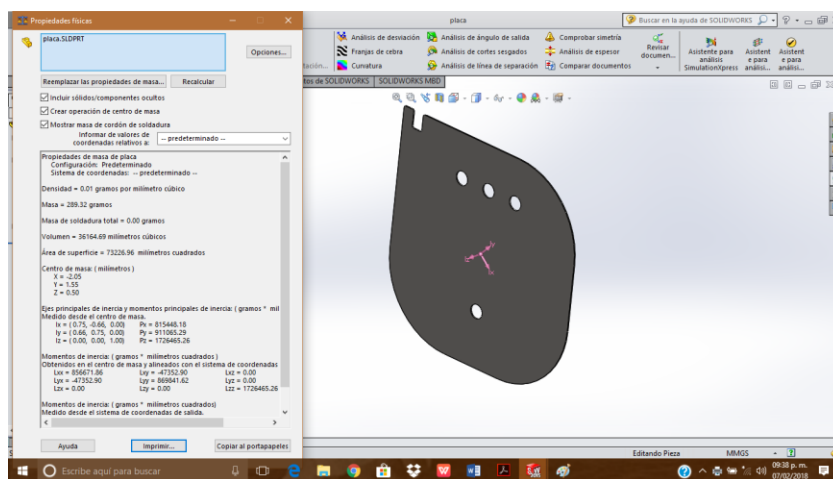 Propiedades físicas
placa
Buscar en la ayuda de SOLIDWORKS
placa.SLDPRT
Opciones...
Reemplazar las propiedades de masa...
Recalcular
Incluir sólidos/componentes ocultos
Crear operación de centro de masa
Mostrar masa de cordón de soldadura
Informar de valores de
coordenadas relativos a:
-- predeterminado --
Propiedades de masa de placa
Configuración: Predeterminado
Sistema de coordenadas: -- predeterminado --
Densidad = 0.01 gramos por milímetro cúbico
Masa = 289.32 gramos
Masa de soldadura total = 0.00 gramos
Volumen = 36164.69 milímetros cúbicos
Área de superficie = 73226.96 milímetros cuadrados
Centro de masa: ( milímetros )
X = -2.05
Y = 1.55
Z = 0.50
Ejes principales de inercia y momentos principales de inercia: ( gramos * mil
Medido desde el centro de masa.
Ix = ( 0.75, -0.66, 0.00) Px = 815448.18
Iy = ( 0.66, 0.75, 0.00) Py = 911065.29
Iz = ( 0.00, 0.00, 1.00) Pz = 1726465.26
Momentos de inercia: ( gramos * milímetros cuadrados )
Obtenidos en el centro de masa y alineados con el sistema de coordenadas
Lxx = 856671.86 Lxy = -47352.90 Lxz = 0.00
Lyx = -47352.90 Lyy = 869841.62 Lyz = 0.00
Lzx = 0.00 Lzy = 0.00 Lzz = 1726465.26
Momentos de inercia: ( gramos * milímetros cuadrados)
Medido desde el sistema de coordenadas de salida.
Ayuda
Imprimir...
Copiar al portapapeles
Análisis de desviación
Análisis de ángulo de salida
Comprobar simetría
Franjas de cebra
Análisis de cortes sesgados
Análisis de espesor
Curvatura
Análisis de línea de separación
Comparar documentos
Revisar
documen...
Asistente para
análisis
SimulationXpress
Asistent
e para
análisi...
Asistent
e para
análisi...
tos de SOLIDWORKS
SOLIDWORKS MBD
Editando Pieza
MMGS
Escribe aquí para buscar
09:38 p. m.
07/02/2018